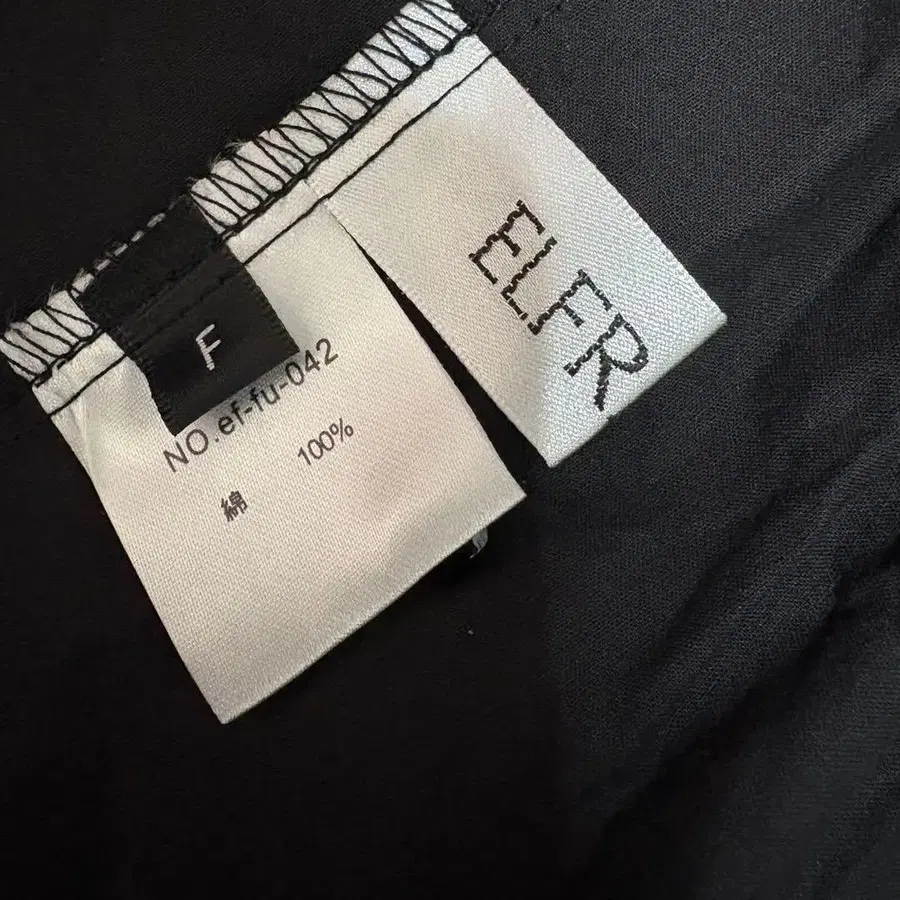 F
NO.ef-fu-042
綿 100%
ELFR